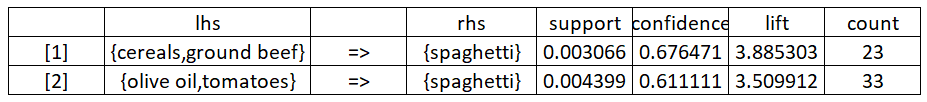 lhs rhs support confidence lift count
[1] {cereals,ground beef} => {spaghetti} 0.003066 0.676471 3.885303 23
[2] {olive oil,tomatoes} => {spaghetti} 0.004399 0.611111 3.509912 33